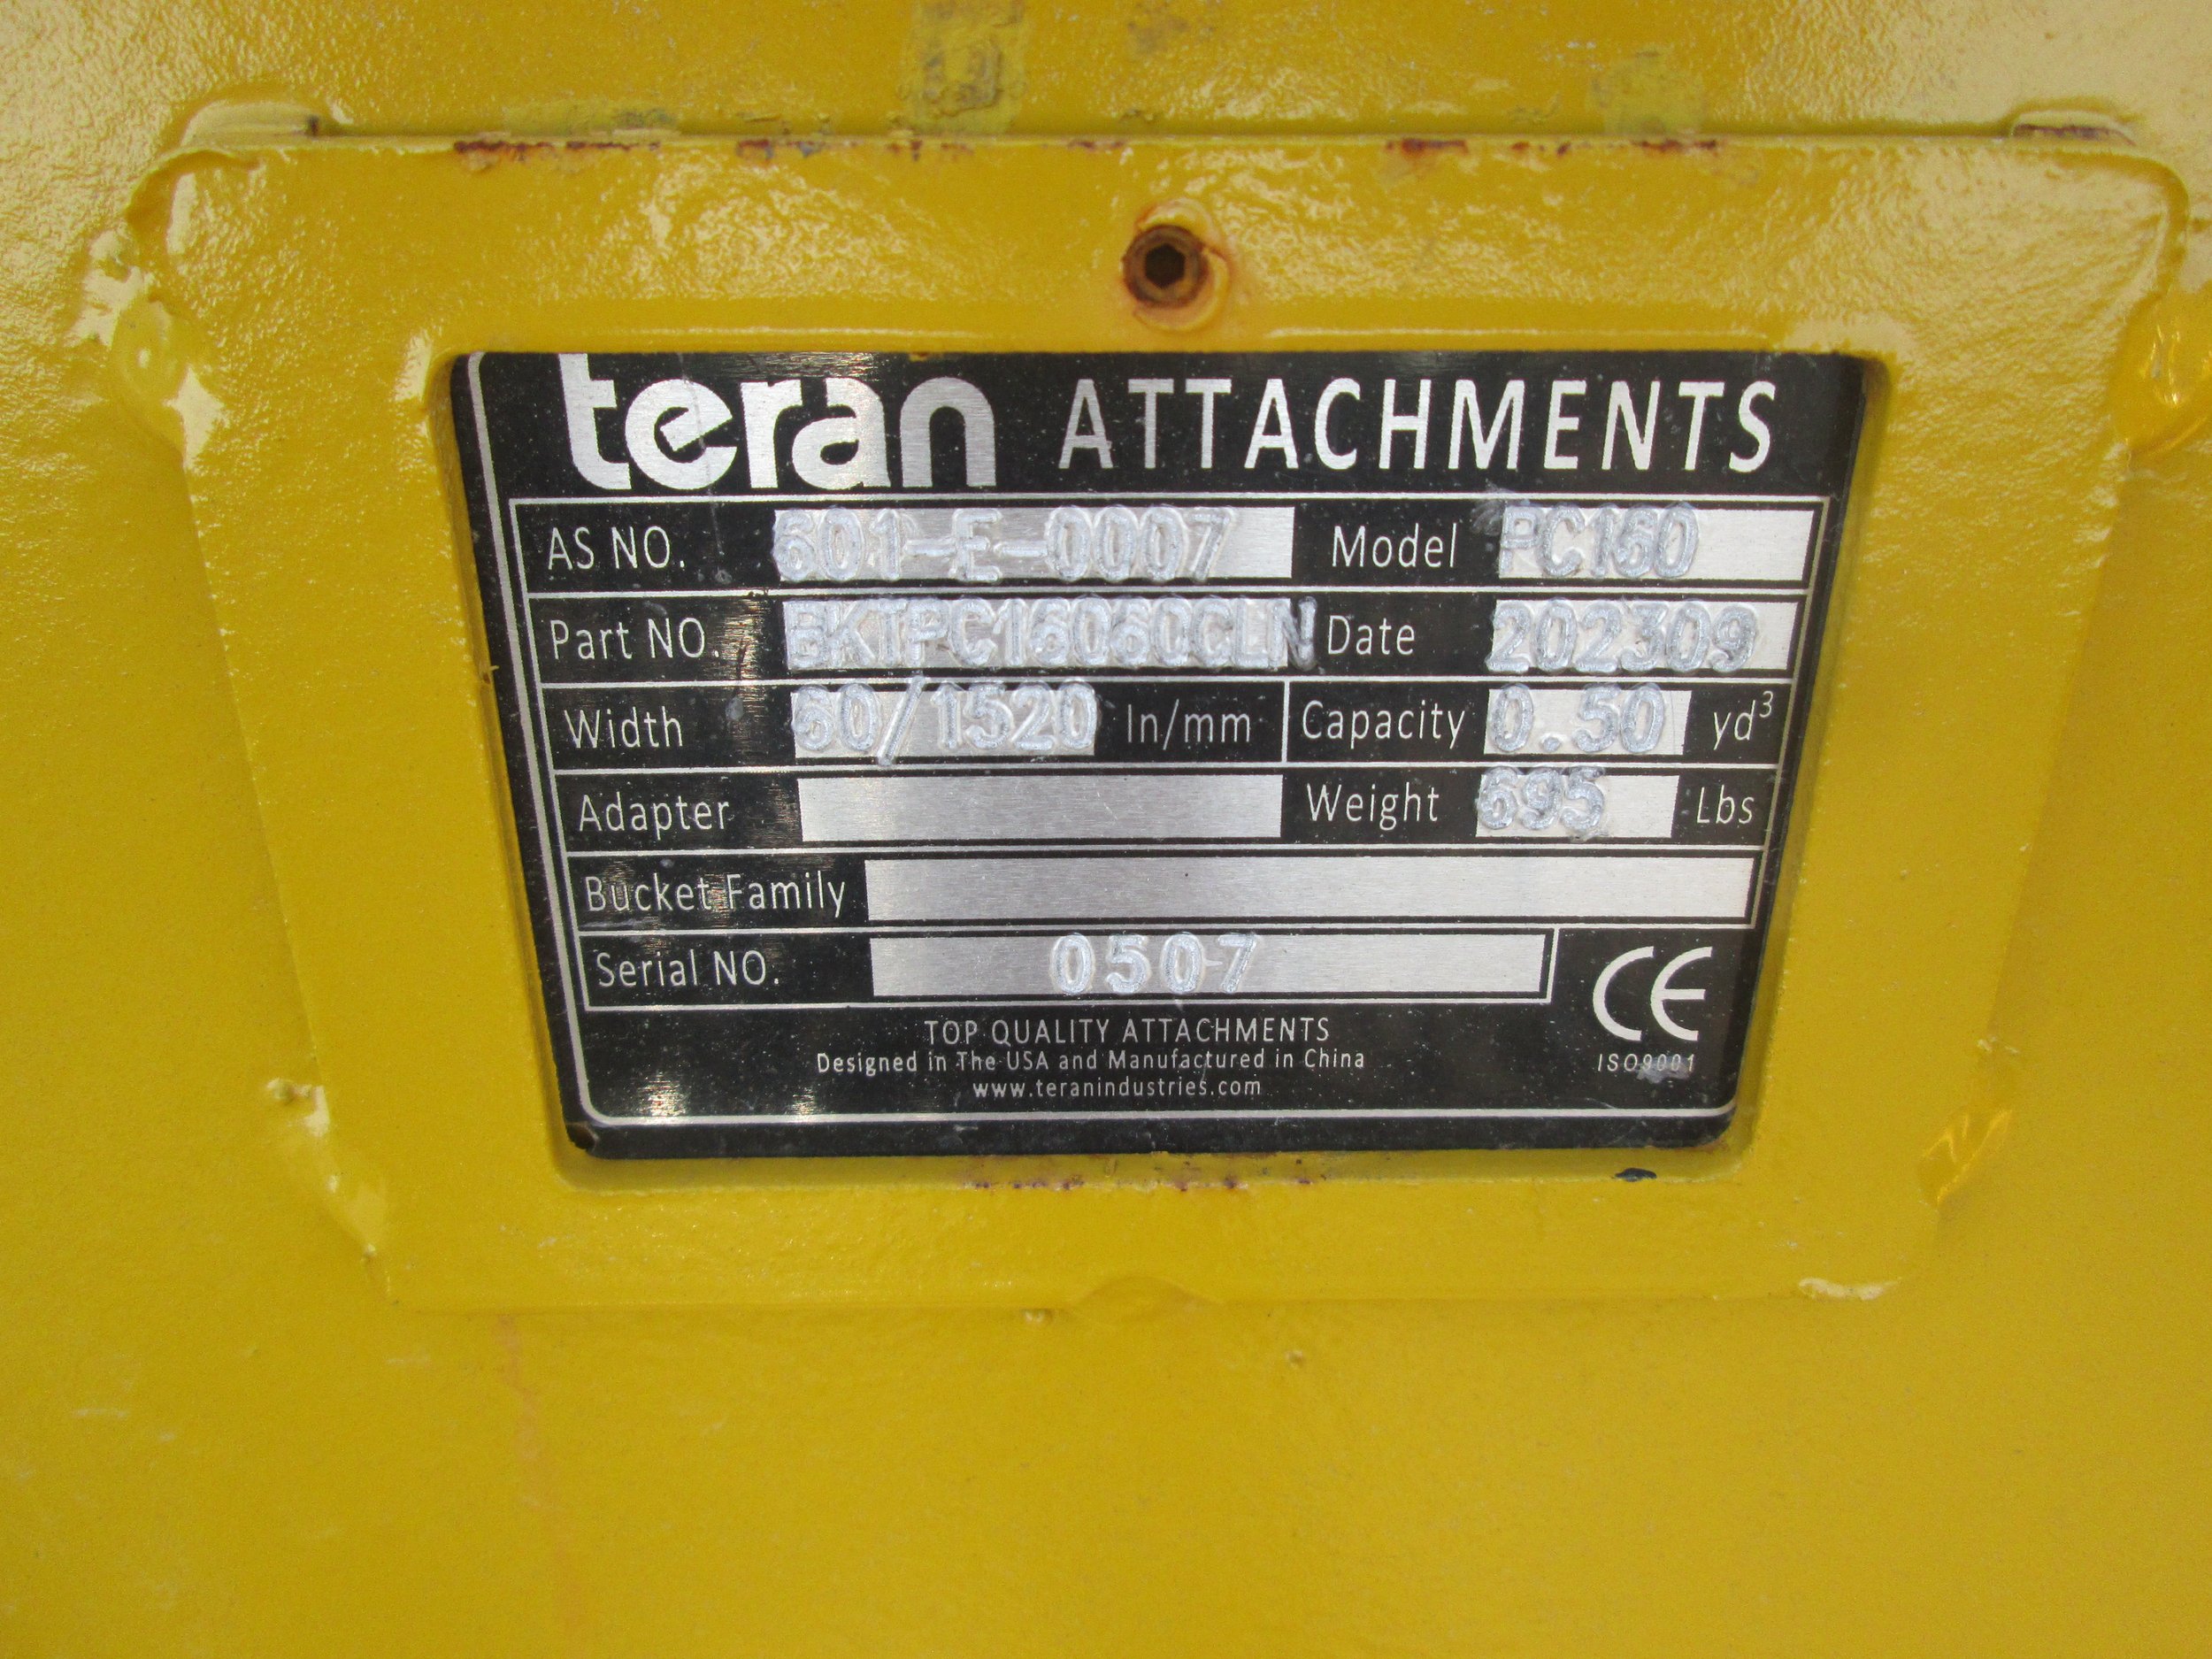 teran ATTACHMENTS
AS NO. 601-E-0007 Model PC160
Part NO. BKTPC16060CLN Date 202309
Width 60/1520 In/mm Capacity 0.50 yd³
Adapter Weight 695 Lbs
Bucket Family
Serial NO. 0507
CE
TOP QUALITY ATTACHMENTS
Designed in The USA and Manufactured in China
ISO9001
www.teranindustries.com